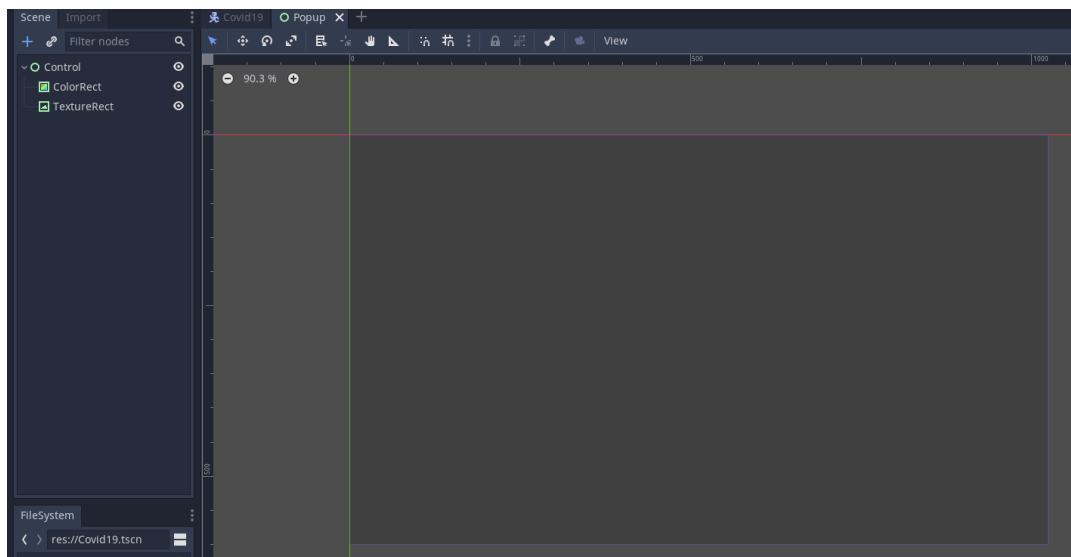 Scene Import
Covid19 Popup
Filter nodes
View
Control
ColorRect
TextureRect
0 500 1000
90.3 %
0
500
FileSystem
res://Covid19.tscn